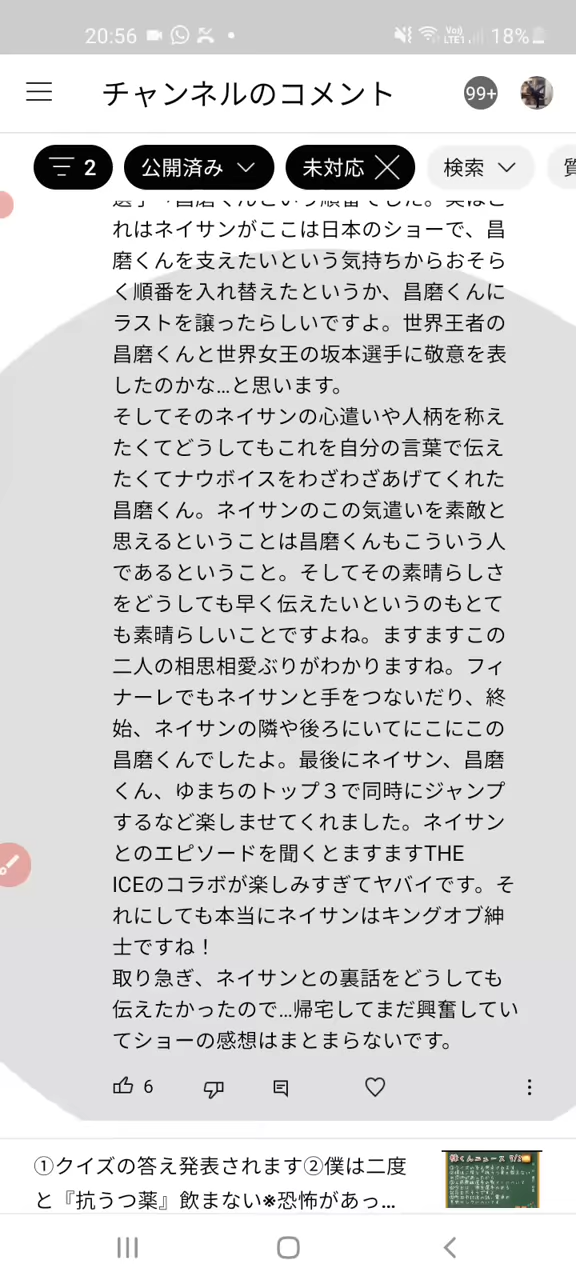 20:56
Vo)) LTE1 18%
チャンネルのコメント
99+
2 公開済み 未対応 検索 質
れはネイサンがここは日本のショーで、昌
磨くんを支えたいという気持ちからおそら
く順番を入れ替えたというか、昌磨くんに
ラストを譲ったらしいですよ。世界王者の
昌磨くんと世界女王の坂本選手に敬意を表
したのかな…と思います。
そしてそのネイサンの心遣いや人柄を称え
たくてどうしてもこれを自分の言葉で伝え
たくてナウボイスをわざわざあげてくれた
昌磨くん。ネイサンのこの気遣いを素敵と
思えるということは昌磨くんもこういう人
であるということ。そしてその素晴らしさ
をどうしても早く伝えたいというのもとて
も素晴らしいことですよね。ますますこの
二人の相思相愛ぶりがわかりますね。フィ
ナーレでもネイサンと手をつないだり、終
始、ネイサンの隣や後ろにいてにこにこの
昌磨くんでしたよ。最後にネイサン、昌磨
くん、ゆまちのトップ３で同時にジャンプ
するなど楽しませてくれました。ネイサン
とのエピソードを聞くとますますTHE
ICEのコラボが楽しみすぎてヤバイです。そ
れにしても本当にネイサンはキングオブ紳
士ですね！
取り急ぎ、ネイサンとの裏話をどうしても
伝えたかったので…帰宅してまだ興奮してい
てショーの感想はまとまらないです。
6
①クイズの答え発表されます②僕は二度
と『抗うつ薬』飲まない※恐怖があっ...